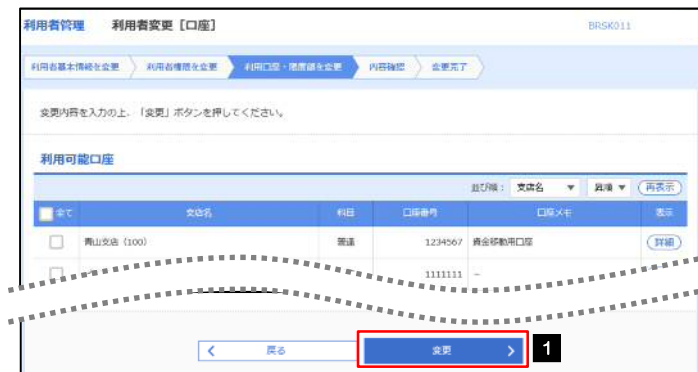 利用者管理 利用者変更［口座］ BRSK011
利用者基本情報を変更 利用者権限を変更 利用口座・限度額を変更 内容確認 変更完了
変更内容を入力の上、「変更」ボタンを押してください。
利用可能口座
並び順： 支店名 昇順 再表示
全て 支店名 科目 口座番号 口座メモ 表示
青山支店（100） 普通 1234567 資金移動用口座 詳細
1111111 －
戻る 変更 1